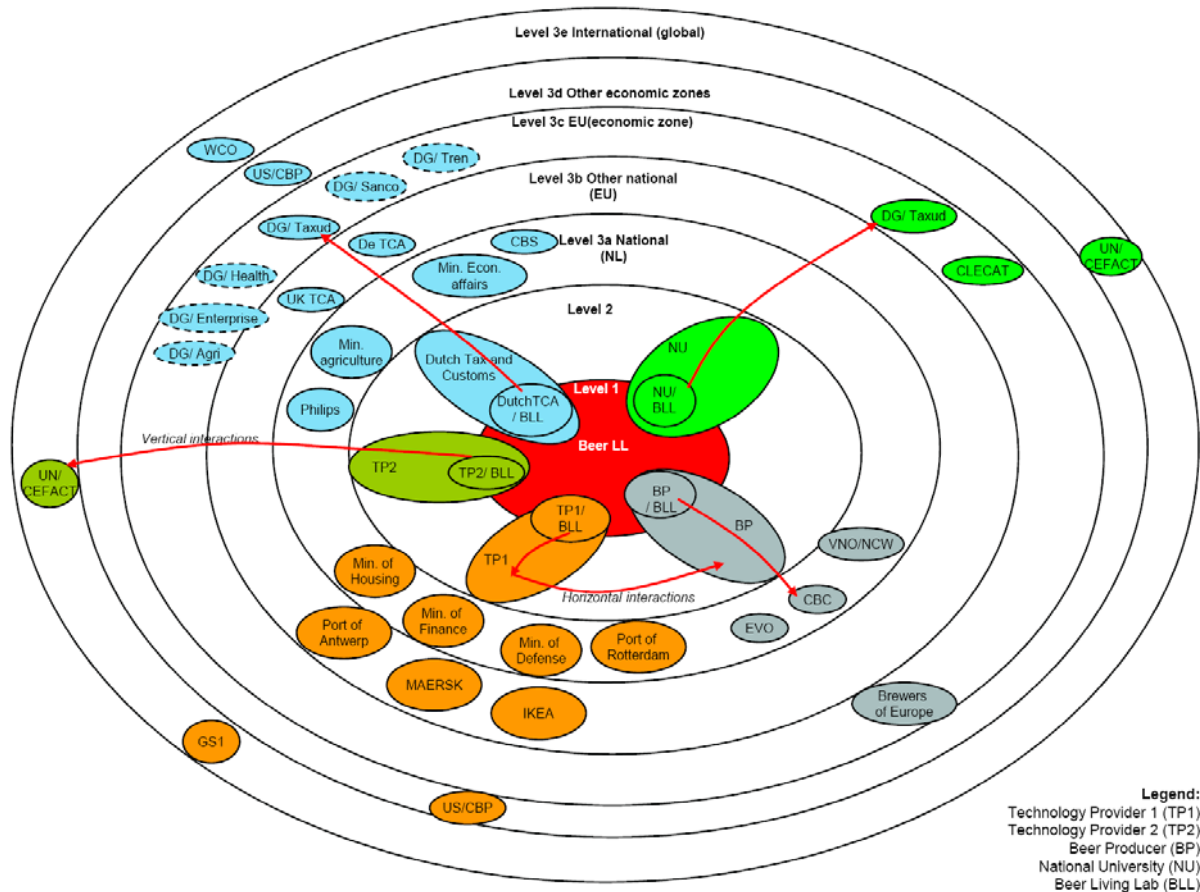 Level 3e International (global)
Level 3d Other economic zones
Level 3c EU(economic zone)
WCO
US/CBP
DG/ Tren
DG/ Sanco
Level 3b Other national
(EU)
DG/ Taxud
De TCA
CBS
Level 3a National
(NL)
DG/ Taxud
UN/
CEFACT
CLECAT
DG/ Health
Min. Econ.
affairs
UK TCA
DG/ Enterprise
Level 2
DG/ Agri
Min.
agriculture
Dutch Tax and
Customs
NU
Philips
DutchTCA
/ BLL
Level 1
NU/
BLL
Vertical interactions
Beer LL
UN/
CEFACT
TP2
TP2/ BLL
BP
/ BLL
TP1/
BLL
BP
VNO/NCW
TP1
Min. of
Housing
Horizontal interactions
CBC
Min. of
Finance
EVO
Port of
Antwerp
Min. of
Defense
Port of
Rotterdam
MAERSK
IKEA
Brewers
of Europe
GS1
US/CBP
Legend:
Technology Provider 1 (TP1)
Technology Provider 2 (TP2)
Beer Producer (BP)
National University (NU)
Beer Living Lab (BLL)